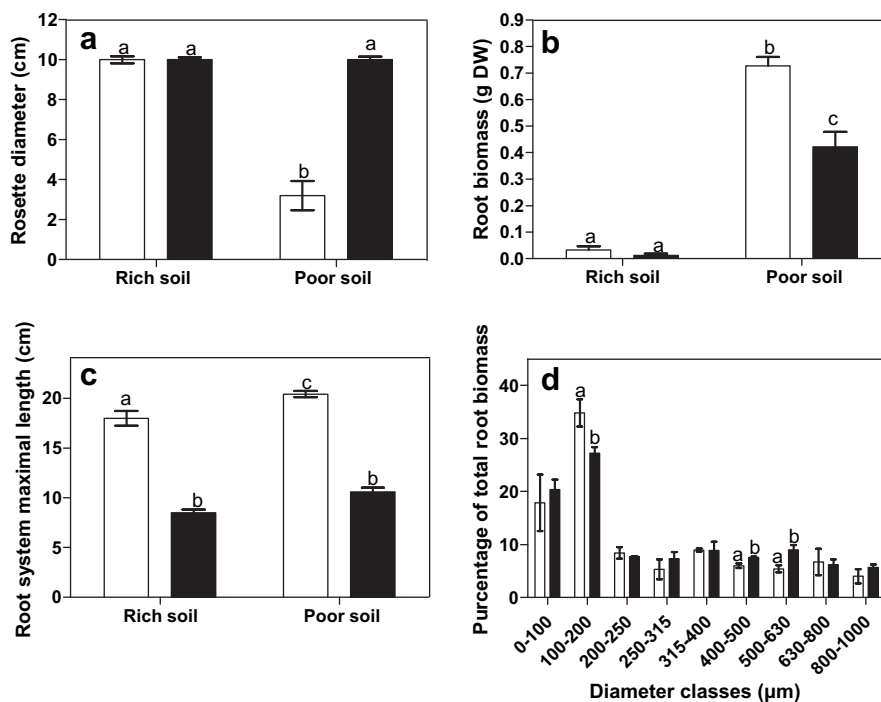 a
Rosette diameter (cm)
12
10
8
6
4
2
0
a
a
b
a
Rich soil
Poor soil
b
Root biomass (g DW)
0.8
0.7
0.6
0.5
0.4
0.3
0.2
0.1
0.0
a
a
b
c
Rich soil
Poor soil
c
Root system maximal length (cm)
20
15
10
5
0
a
b
c
b
Rich soil
Poor soil
d
Purcentage of total root biomass
40
30
20
10
0
a
b
a
b
a
b
0-100
100-200
200-250
250-315
315-400
400-500
500-630
630-800
800-1000
Diameter classes (µm)